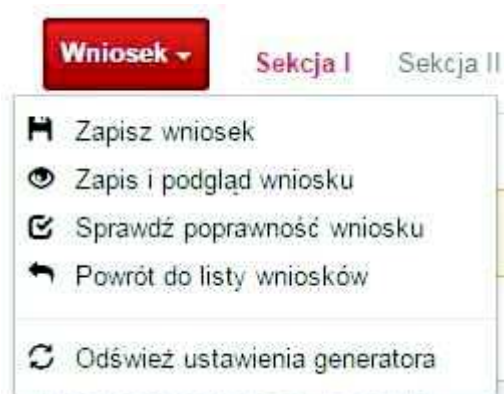 Wniosek Sekcja I Sekcja II
Zapisz wniosek
Zapis i podgląd wniosku
Sprawdź poprawność wniosku
Powrót do listy wniosków
Odśwież ustawienia generatora